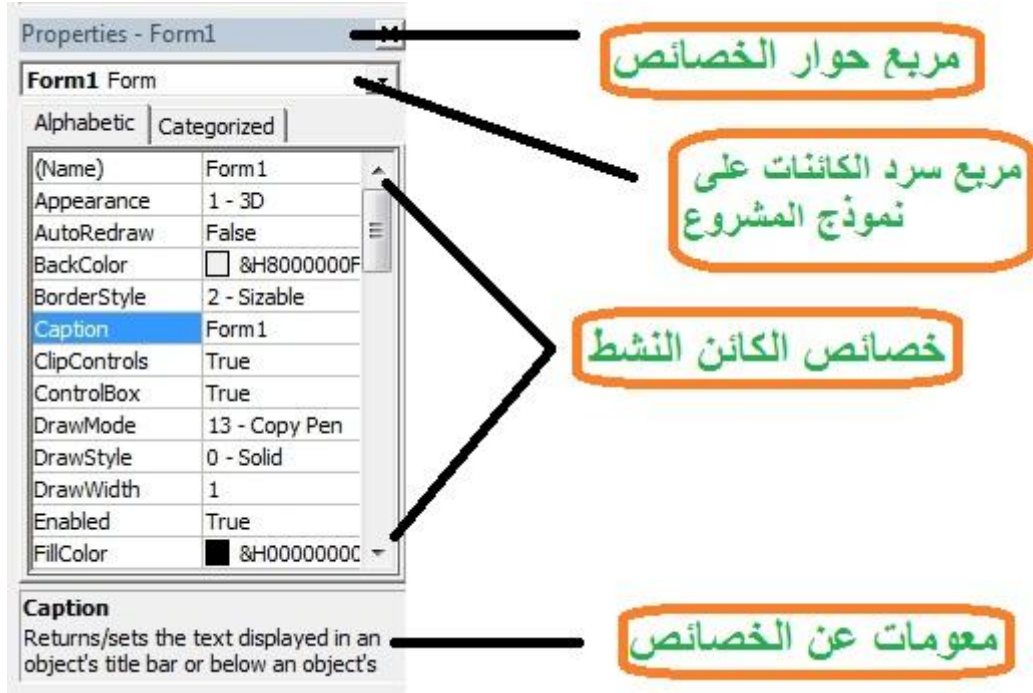 Properties - Form1
مربع حوار الخصائص
Form1 Form
Alphabetic Categorized
مربع سرد الكائنات على
نموذج المشروع
(Name) Form1
Appearance 1 - 3D
AutoRedraw False
BackColor &H8000000F
BorderStyle 2 - Sizable
Caption Form1
خصائص الكائن النشط
ClipControls True
ControlBox True
DrawMode 13 - Copy Pen
DrawStyle 0 - Solid
DrawWidth 1
Enabled True
FillColor &H0000000C
Caption
Returns/sets the text displayed in an
object's title bar or below an object's
معومات عن الخصائص